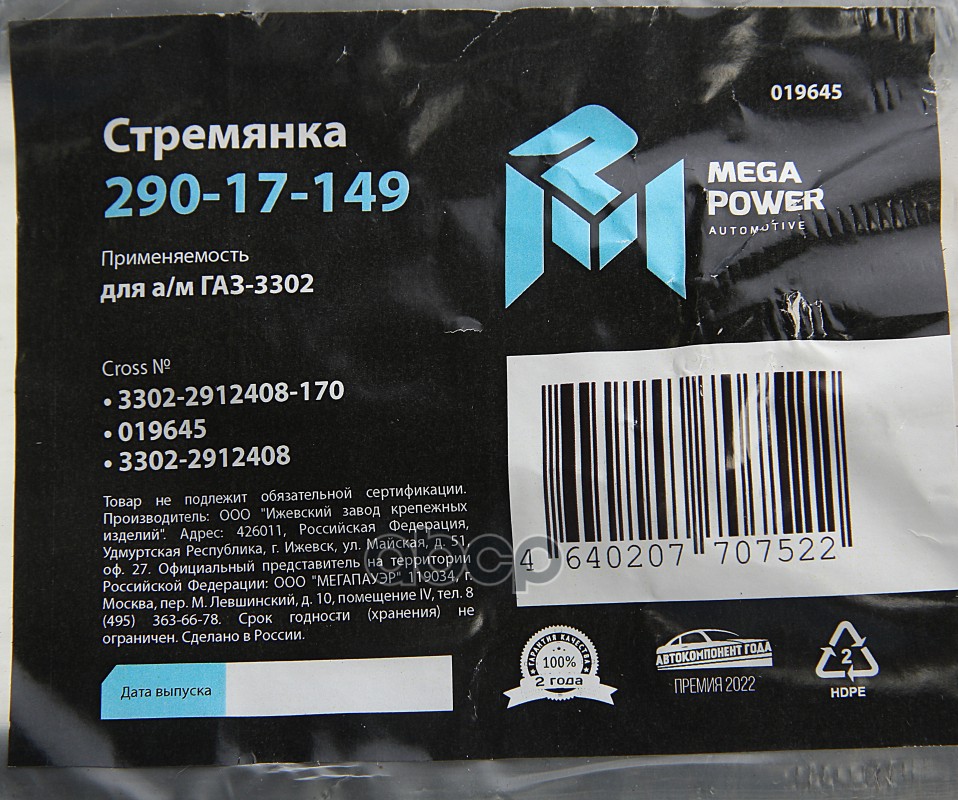 019645
Стремянка
290-17-149
MEGA
POWER
AUTOMOTIVE
Применяемость
для а/м ГАЗ-3302
Cross №
• 3302-2912408-170
• 019645
• 3302-2912408
Товар не подлежит обязательной сертификации.
Производитель: ООО "Ижевский завод крепежных
изделий". Адрес: 426011, Российская Федерация,
Удмуртская Республика, г. Ижевск, ул. Майская, д. 51,
оф. 27. Официальный представитель на территории
Российской Федерации: ООО "МЕГАПАУЭР" 119034, г.
Москва, пер. М. Левшинский, д. 10, помещение IV, тел. 8
(495) 363-66-78. Срок годности (хранения) не
ограничен. Сделано в России.
4 640207 707522
abcp
Дата выпуска
ГАРАНТИЯ КАЧЕСТВА
100%
2 года
АВТОКОМПОНЕНТ ГОДА
ПРЕМИЯ 2022
2
HDPE